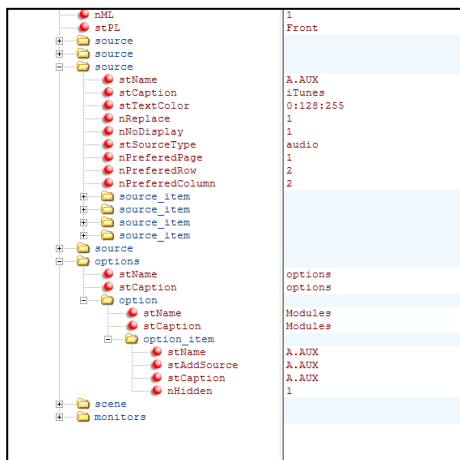 nML 1
stPL Front
source
source
source
stName A.AUX
stCaption iTunes
stTextColor 0:128:255
nReplace 1
nNoDisplay 1
stSourceType audio
nPreferedPage 1
nPreferedRow 2
nPreferedColumn 2
source_item
source_item
source_item
source_item
source
options
stName options
stCaption options
option
stName Modules
stCaption Modules
option_item
stName A.AUX
stAddSource A.AUX
stCaption A.AUX
nHidden 1
scene
monitors